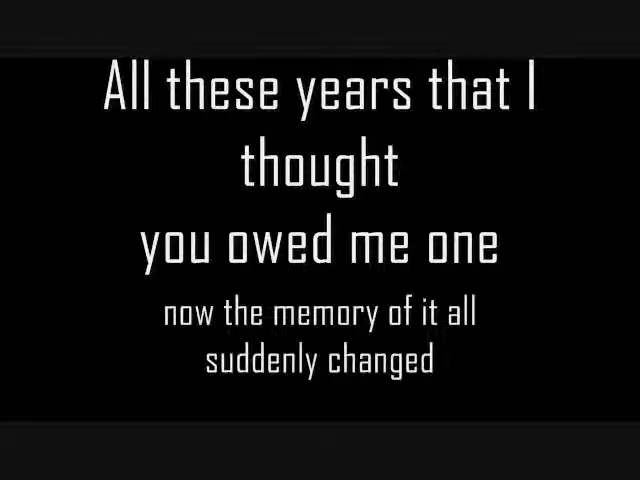 All these years that I
thought
you owed me one
now the memory of it all
suddenly changed